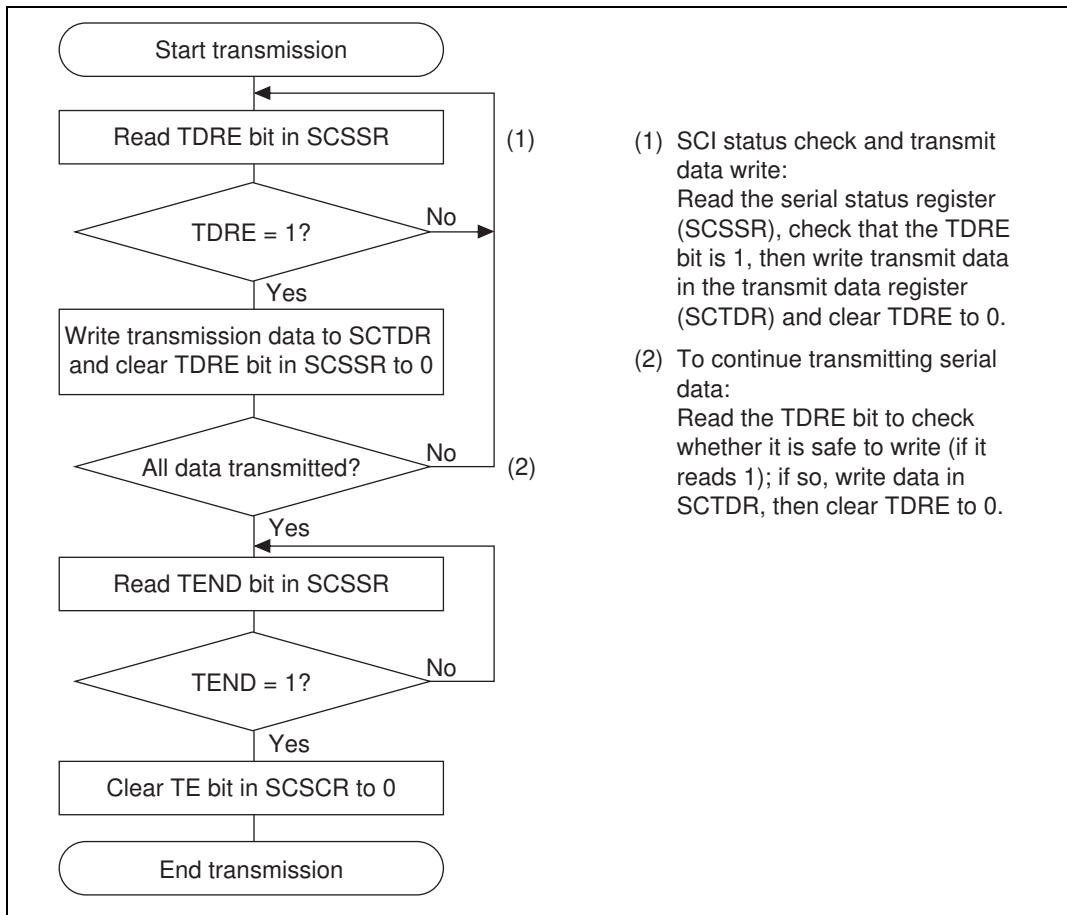 Start transmission
Read TDRE bit in SCSSR
(1)
TDRE = 1?
No
Yes
Write transmission data to SCTDR
and clear TDRE bit in SCSSR to 0
All data transmitted?
No
(2)
Yes
Read TEND bit in SCSSR
TEND = 1?
No
Yes
Clear TE bit in SCSCR to 0
End transmission
(1) SCI status check and transmit
data write:
Read the serial status register
(SCSSR), check that the TDRE
bit is 1, then write transmit data
in the transmit data register
(SCTDR) and clear TDRE to 0.
(2) To continue transmitting serial
data:
Read the TDRE bit to check
whether it is safe to write (if it
reads 1); if so, write data in
SCTDR, then clear TDRE to 0.